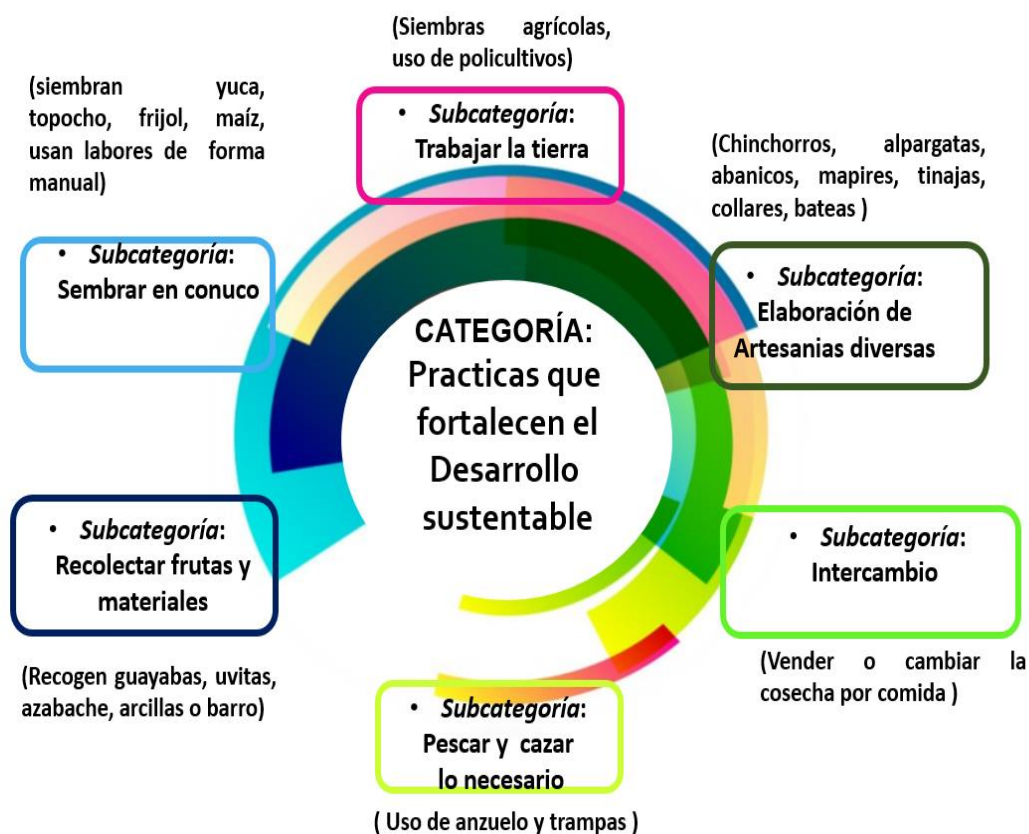 (Siembras agrícolas,
uso de policultivos)
• Subcategoría:
Trabajar la tierra
(siembran yuca,
topocho, frijol, maíz,
usan labores de forma
manual)
• Subcategoría:
Sembrar en conuco
(Chinchorros, alpargata,
abanicos, mapires, tinajas,
collares, bateas )
• Subcategoría:
Elaboración de
Artesanias diversas
CATEGORÍA:
Practicas que
fortalecen el
Desarrollo
sustentable
• Subcategoría:
Recolectar frutas y
materiales
(Recogen guayabas, uvitas,
azabache, arcillas o barro)
• Subcategoría:
Intercambio
(Vender o cambiar la
cosecha por comida )
• Subcategoría:
Pescar y cazar
lo necesario
( Uso de anzuelo y trampas )